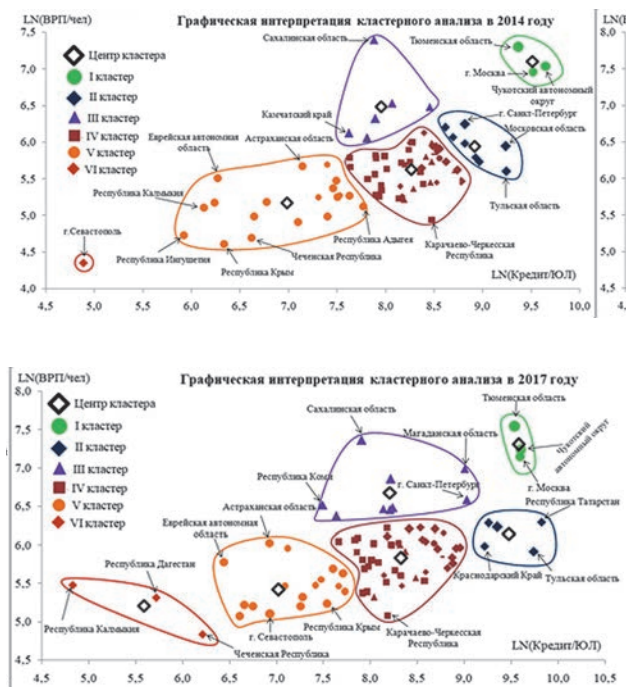 LN(ВРП/чел)
Графическая интерпретация кластерного анализа в 2014 году
LN(ВРП/
7,5
7,0
6,5
6,0
5,5
5,0
4,5
4,0
8,0
7,5
7,0
6,5
6,0
5,5
5,0
4,5
4,
Центр кластера
I кластер
II кластер
III кластер
IV кластер
V кластер
VI кластер
Сахалинская область
Тюменская область
г. Москва
Чукотский автономный
округ
г. Санкт-Петербург
Московская область
Камчатский край
Еврейская автономная
область
Астраханская область
Республика Калмыкия
Тульская область
г.Севастополь
Республика Ингушетия
Республика Крым
Чеченская Республика
Республика Адыгея
Карачаево-Черкесская
Республика
LN(Кредит/ЮЛ)
4,5 5,0 5,5 6,0 6,5 7,0 7,5 8,0 8,5 9,0 9,5 10,0
LN(ВРП/чел)
Графическая интерпретация кластерного анализа в 2017 году
8,0
7,5
7,0
6,5
6,0
5,5
5,0
4,5
Центр кластера
I кластер
II кластер
III кластер
IV кластер
V кластер
VI кластер
Сахалинская область
Магаданская область
Тюменская область
Чукотский
автономный округ
г. Москва
Республика Коми
г. Санкт-Петербург
Республика Татарстан
Астраханская область
Еврейская автономная
область
Республика Дагестан
Республика Калмыкия
Чеченская Республика
г. Севастополь
Республика Крым
Карачаево-Черкесская
Республика
Краснодарский Край
Тульская область
LN(Кредит/ЮЛ)
4,5 5,0 5,5 6,0 6,5 7,0 7,5 8,0 8,5 9,0 9,5 10,0